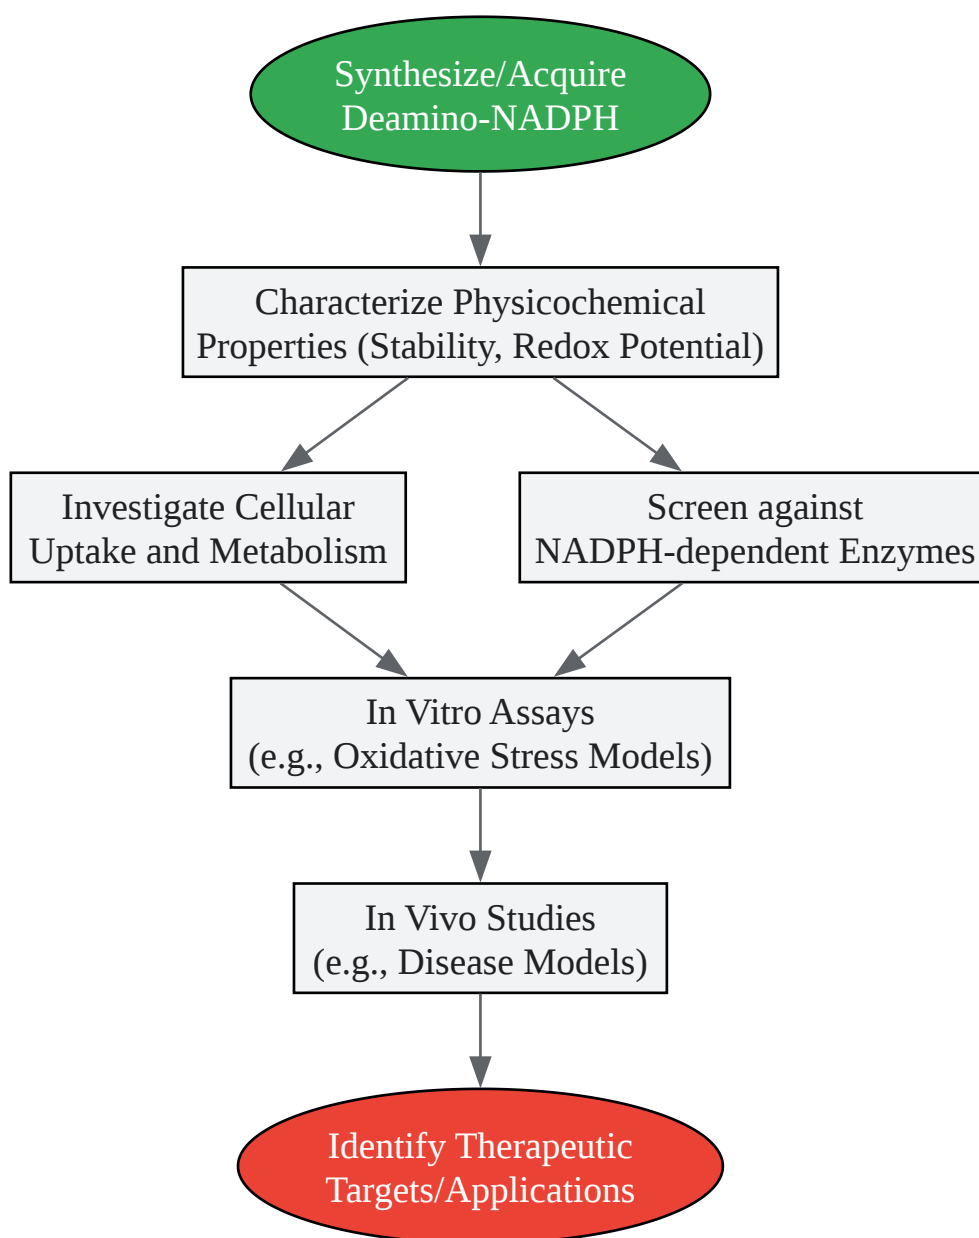 Synthesize/Acquire
Deamino-NADPH
Characterize Physicochemical
Properties (Stability, Redox Potential)
Investigate Cellular
Uptake and Metabolism
Screen against
NADPH-dependent Enzymes
In Vitro Assays
(e.g., Oxidative Stress Models)
In Vivo Studies
(e.g., Disease Models)
Identify Therapeutic
Targets/Applications